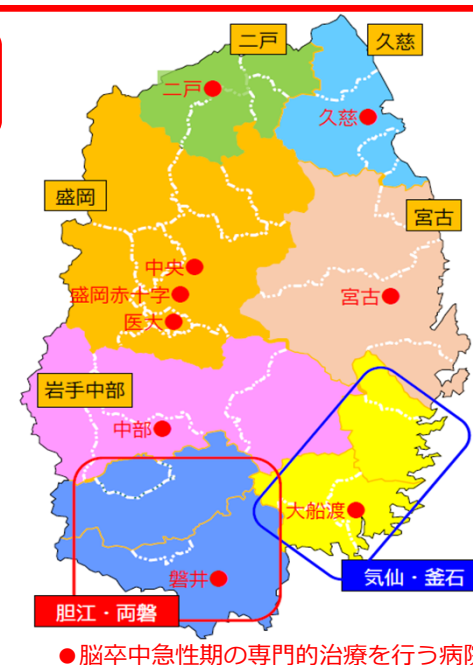 二戸
久慈
二戸
久慈
盛岡
宮古
中央
盛岡赤十字
宮古
医大
岩手中部
中部
大船渡
気仙・釜石
磐井
胆江・両磐
●脳卒中急性期の専門的治療を行う病院